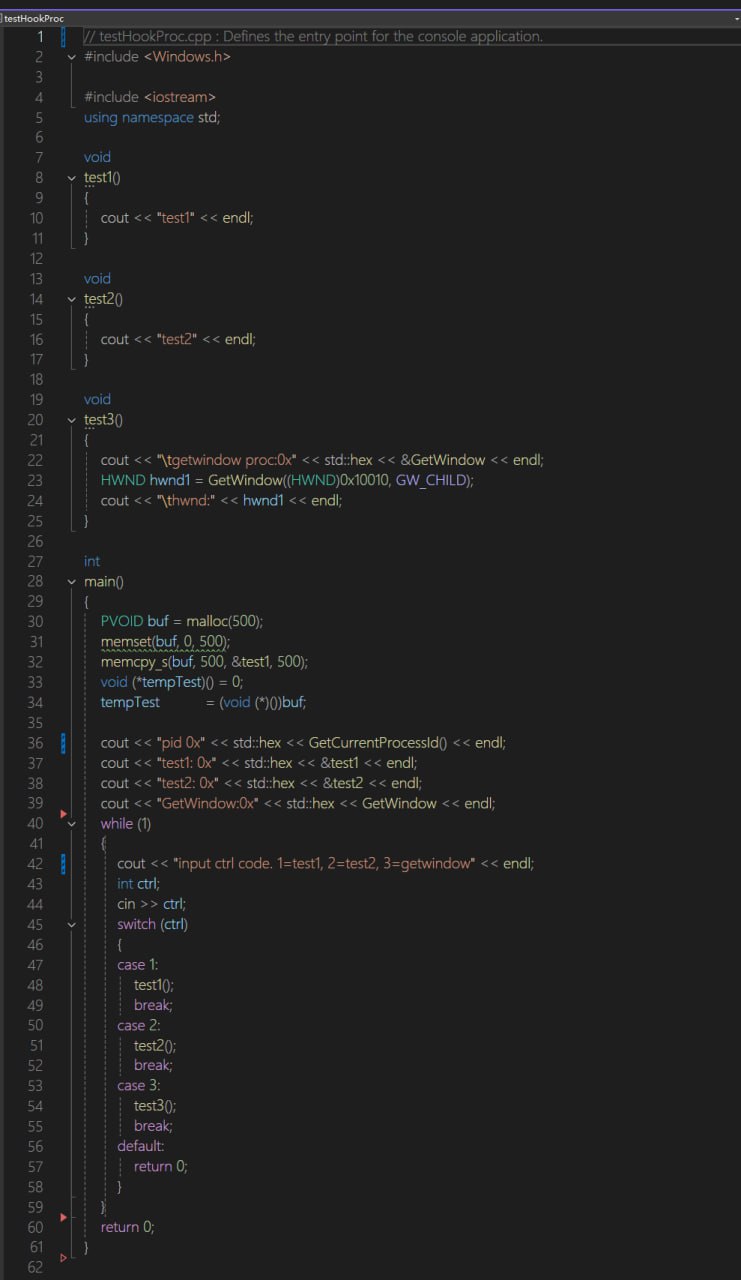 testHookProc
1 // testHookProc.cpp : Defines the entry point for the console application.
2 #include <Windows.h>
3
4 #include <iostream>
5 using namespace std;
6
7 void
8 test1()
9 {
10 cout << "test1" << endl;
11 }
12
13 void
14 test2()
15 {
16 cout << "test2" << endl;
17 }
18
19 void
20 test3()
21 {
22 cout << "\tgetwindow proc:0x" << std::hex << &GetWindow << endl;
23 HWND hwnd1 = GetWindow((HWND)0x10010, GW_CHILD);
24 cout << "\thwnd:" << hwnd1 << endl;
25 }
26
27 int
28 main()
29 {
30 PVOID buf = malloc(500);
31 memset(buf, 0, 500);
32 memcpy_s(buf, 500, &test1, 500);
33 void (*tempTest)() = 0;
34 tempTest = (void (*)())buf;
35
36 cout << "pid 0x" << std::hex << GetCurrentProcessId() << endl;
37 cout << "test1: 0x" << std::hex << &test1 << endl;
38 cout << "test2: 0x" << std::hex << &test2 << endl;
39 cout << "GetWindow:0x" << std::hex << GetWindow << endl;
40 while (1)
41 {
42 cout << "input ctrl code. 1=test1, 2=test2, 3=getwindow" << endl;
43 int ctrl;
44 cin >> ctrl;
45 switch (ctrl)
46 {
47 case 1:
48 test1();
49 break;
50 case 2:
51 test2();
52 break;
53 case 3:
54 test3();
55 break;
56 default:
57 return 0;
58 }
59 }
60 return 0;
61 }
62